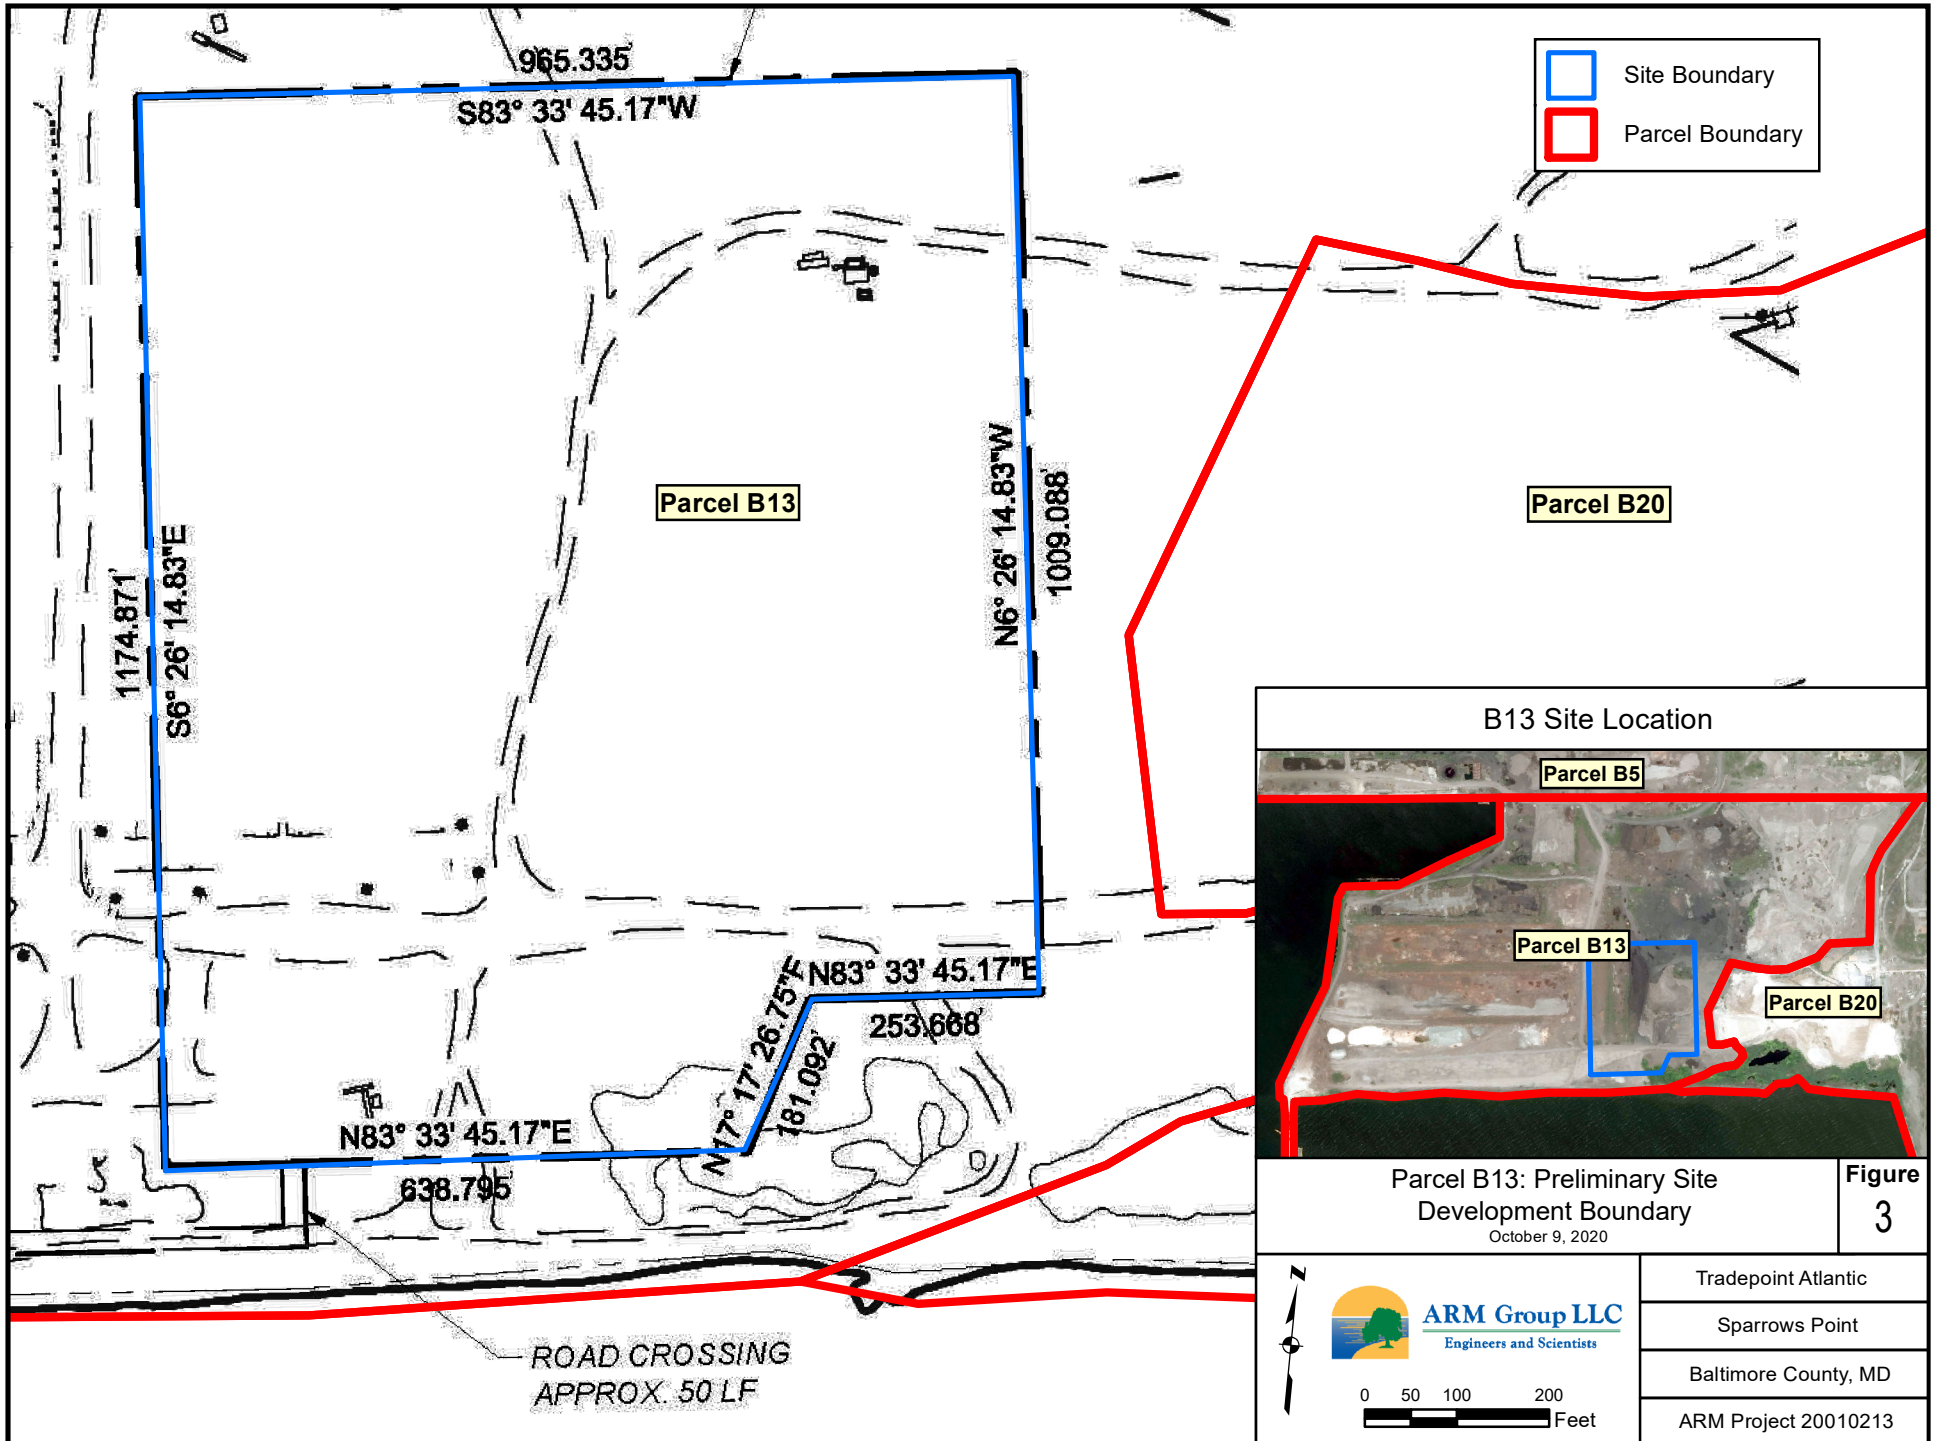 965.335'
S83° 33' 45.17"W
Site Boundary
Parcel Boundary
Parcel B13
Parcel B20
N6° 26' 14.83"W
1009.088'
1174.871'
S6° 26' 14.83"E
N83° 33' 45.17"E
253.668'
N17° 17' 26.75"E
181.092'
N83° 33' 45.17"E
638.795'
ROAD CROSSING
APPROX. 50 LF
B13 Site Location
Parcel B5
Parcel B13
Parcel B20
Parcel B13: Preliminary Site
Development Boundary
October 9, 2020
Figure
3
N
ARM Group LLC
Engineers and Scientists
0 50 100 200
Feet
Tradepoint Atlantic
Sparrows Point
Baltimore County, MD
ARM Project 20010213